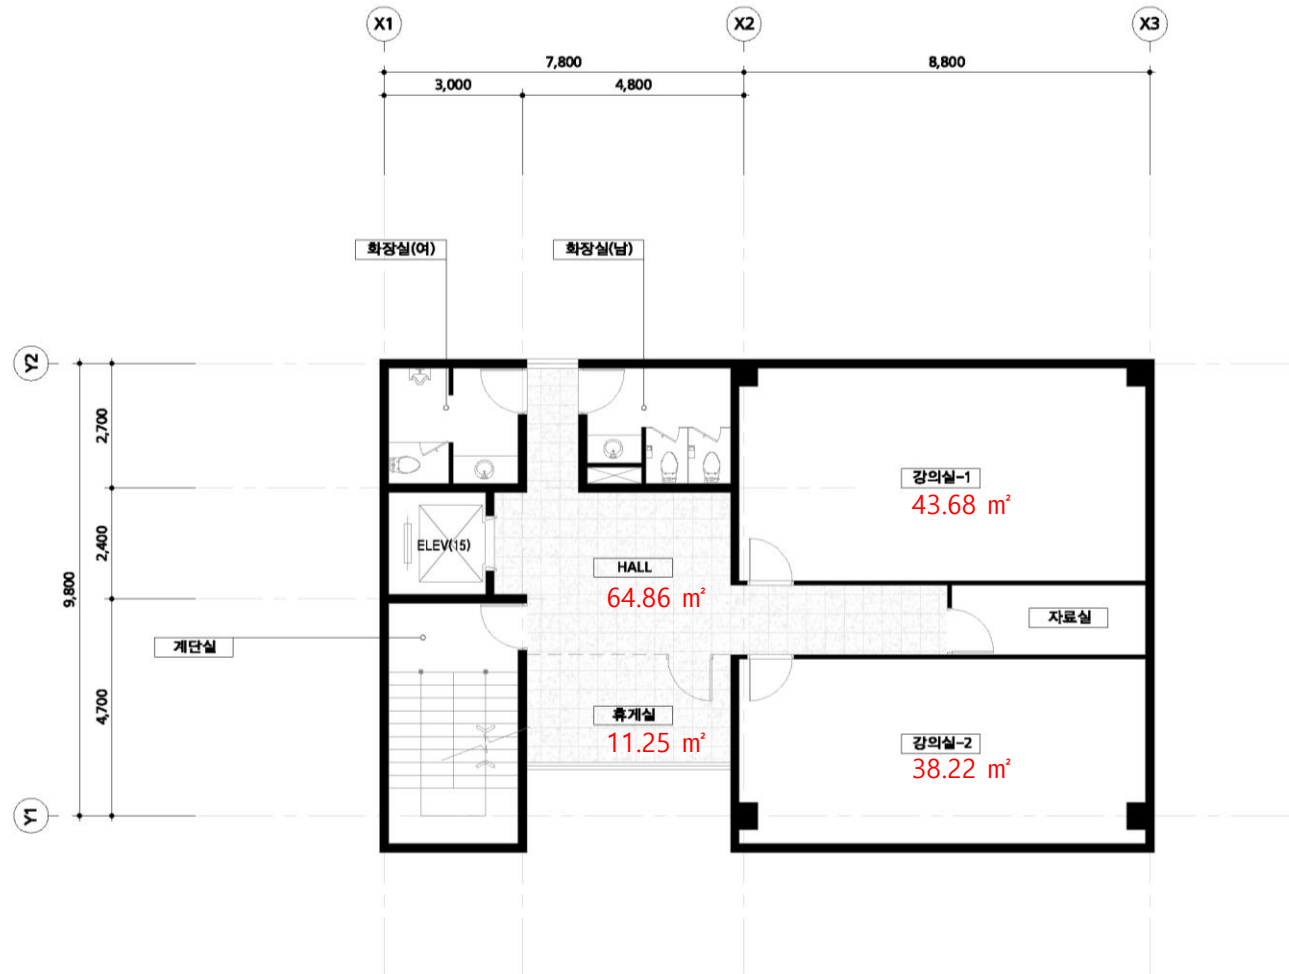 X1
X2
X3
7,800
8,800
3,000
4,800
화장실(여)
화장실(남)
Y2
2,700
강의실-1
43.68 ㎡
2,400
ELEV(15)
HALL
64.86 ㎡
9,800
자료실
계단실
4,700
휴게실
11.25 ㎡
강의실-2
38.22 ㎡
Y1